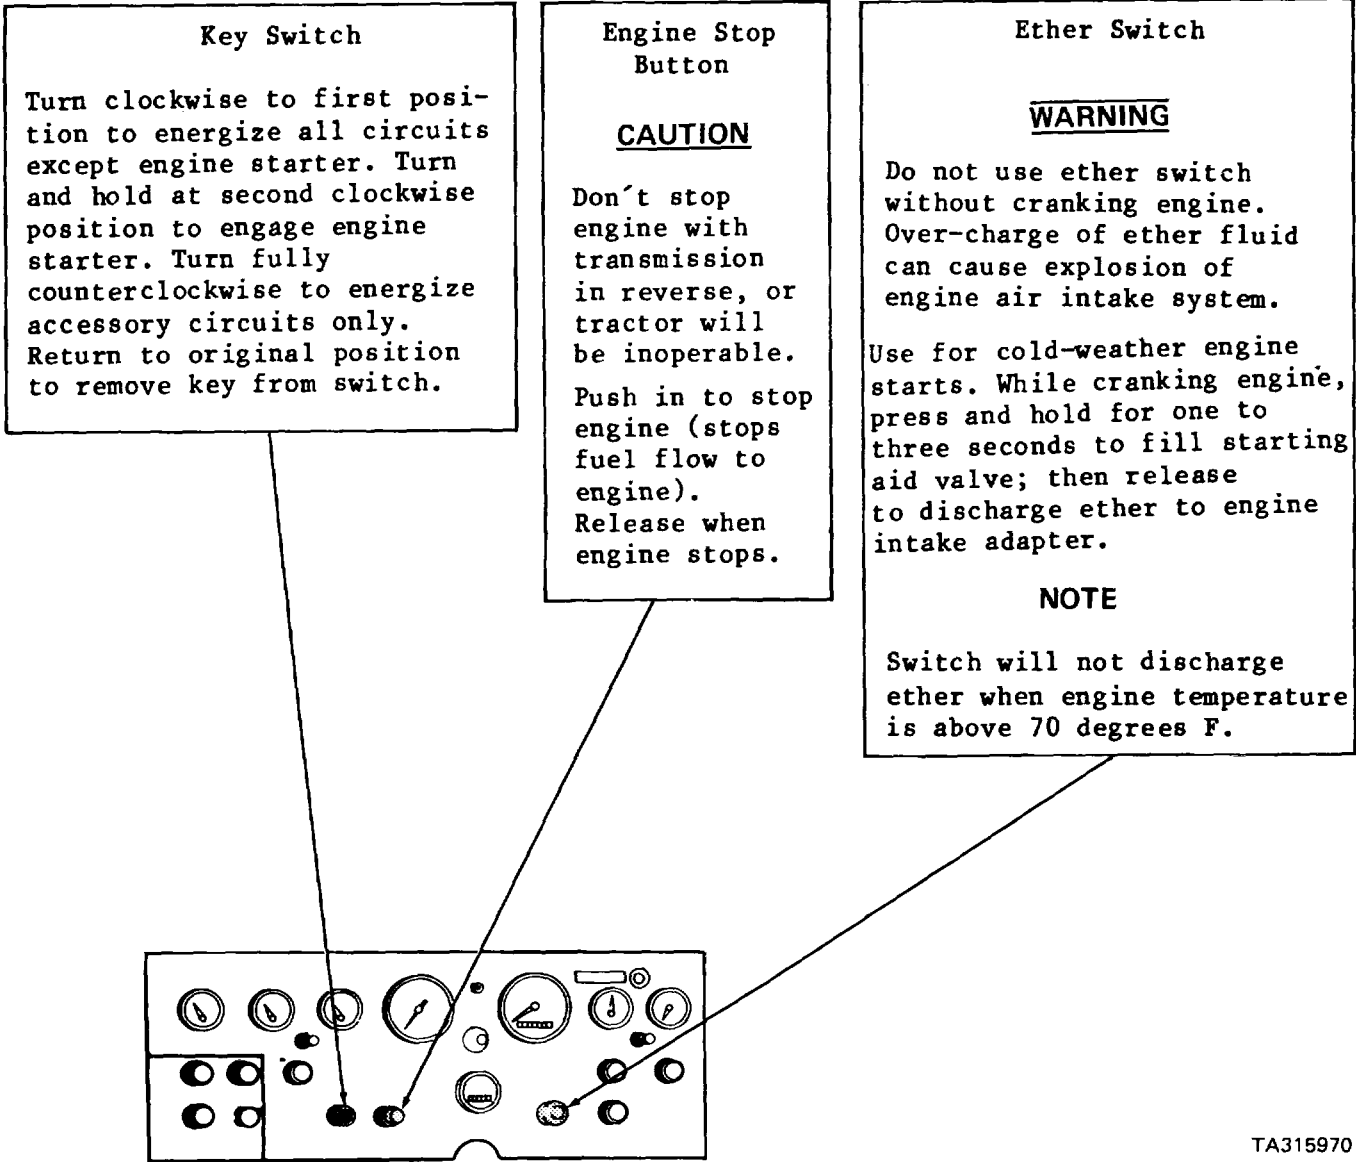 Key Switch
Turn clockwise to first posi-
tion to energize all circuits
except engine starter. Turn
and hold at second clockwise
position to engage engine
starter. Turn fully
counterclockwise to energize
accessory circuits only.
Return to original position
to remove key from switch.
Engine Stop
Button
CAUTION
Don't stop
engine with
transmission
in reverse, or
tractor will
be inoperable.
Push in to stop
engine (stops
fuel flow to
engine).
Release when
engine stops.
Ether Switch
WARNING
Do not use ether switch
without cranking engine.
Over-charge of ether fluid
can cause explosion of
engine air intake system.
Use for cold-weather engine
starts. While cranking engine,
press and hold for one to
three seconds to fill starting
aid valve; then release
to discharge ether to engine
intake adapter.
NOTE
Switch will not discharge
ether when engine temperature
is above 70 degrees F.
TA315970